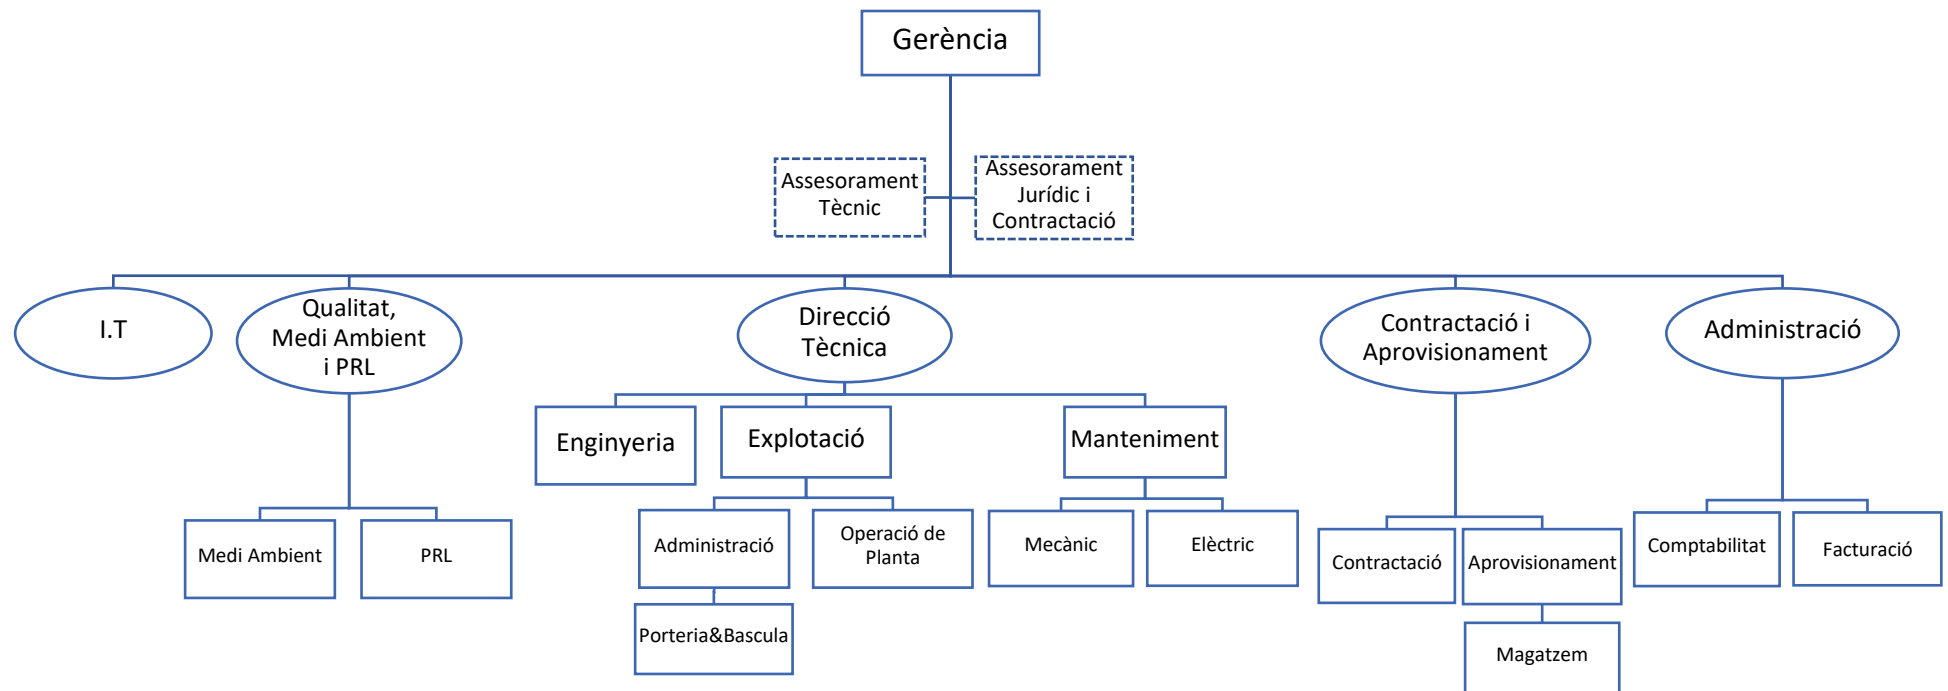 Gerència
Assesorament
Tècnic
Assesorament
Jurídic i
Contractació
I.T
Qualitat,
Medi Ambient
i PRL
Direcció
Tècnica
Contractació i
Aprovisionament
Administració
Enginyeria
Explotació
Manteniment
Medi Ambient
PRL
Administració
Operació de
Planta
Mecànic
Elèctric
Contractació
Aprovisionament
Comptabilitat
Facturació
Porteria&Bascula
Magatzem